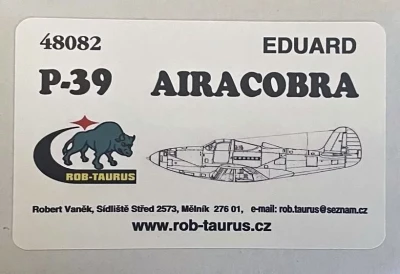 48082 EDUARD
P-39 AIRACOBRA
ROB-TAURUS
Robert Vaněk, Sídliště Střed 2573, Mělník 276 01, e-mail: rob.taurus@seznam.cz
www.rob-taurus.cz